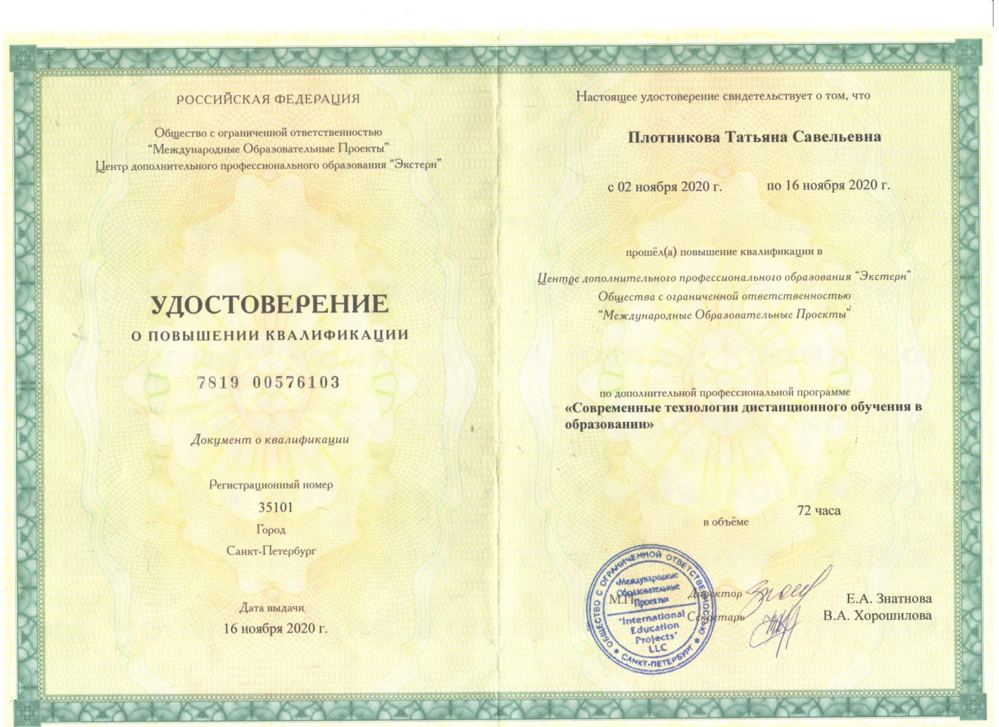 РОССИЙСКАЯ ФЕДЕРАЦИЯ
Общество с ограниченной ответственностью
“Международные Образовательные Проекты”
Центр дополнительного профессионального образования “Экстерн”
УДОСТОВЕРЕНИЕ
О ПОВЫШЕНИИ КВАЛИФИКАЦИИ
7819 00576103
Документ о квалификации
Регистрационный номер
35101
Город
Санкт-Петербург
Дата выдачи
16 ноября 2020 г.
Настоящее удостоверение свидетельствует о том, что
Плотникова Татьяна Савельевна
с 02 ноября 2020 г. по 16 ноября 2020 г.
прошёл(а) повышение квалификации в
Центре дополнительного профессионального образования “Экстерн”
Общества с ограниченной ответственностью
“Международные Образовательные Проекты”
по дополнительной профессиональной программе
«Современные технологии дистанционного обучения в
образовании»
72 часа
в объёме
М.П.
Директор
Е.А. Знатнова
Секретарь
В.А. Хорошилова
ОБЩЕСТВО С ОГРАНИЧЕННОЙ ОТВЕТСТВЕННОСТЬЮ
САНКТ-ПЕТЕРБУРГ
«Международные
Образовательные
Проекты»
"International
Education
Projects"
LLC